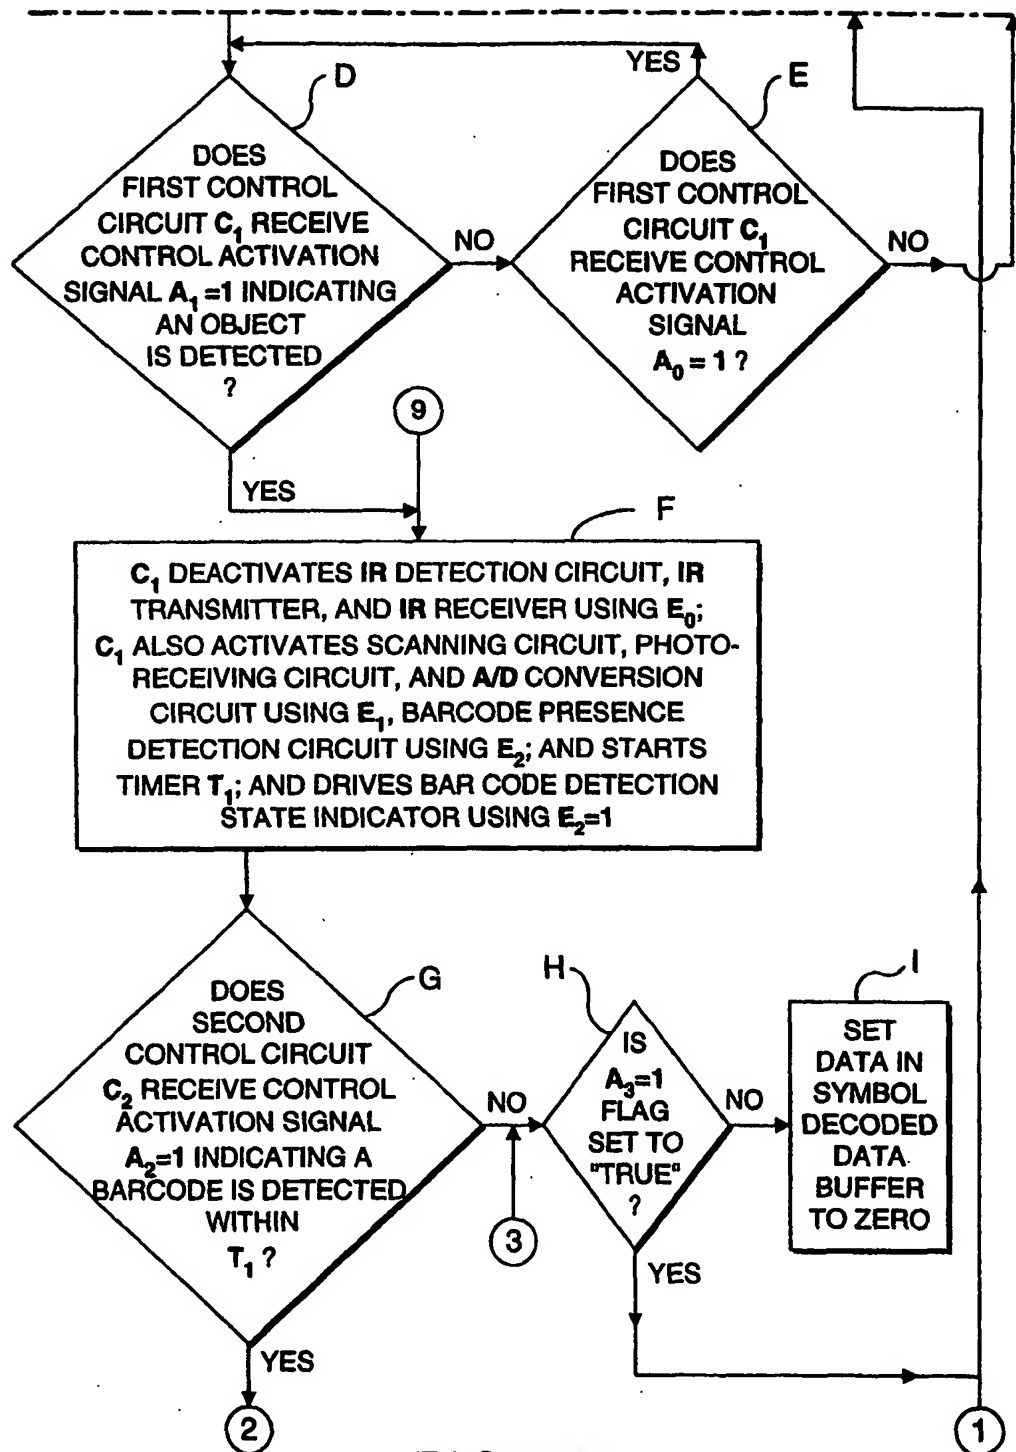 YES
D
E
DOES
FIRST CONTROL
CIRCUIT C₁ RECEIVE
CONTROL ACTIVATION
SIGNAL A₁=1 INDICATING
AN OBJECT
IS DETECTED
?
NO
DOES
FIRST CONTROL
CIRCUIT C₁
RECEIVE CONTROL
ACTIVATION
SIGNAL
A₀ = 1 ?
NO
9
YES
F
C₁ DEACTIVATES IR DETECTION CIRCUIT, IR
TRANSMITTER, AND IR RECEIVER USING E₀;
C₁ ALSO ACTIVATES SCANNING CIRCUIT, PHOTO-
RECEIVING CIRCUIT, AND A/D CONVERSION
CIRCUIT USING E₁, BARCODE PRESENCE
DETECTION CIRCUIT USING E₂; AND STARTS
TIMER T₁; AND DRIVES BAR CODE DETECTION
STATE INDICATOR USING E₂=1
G
DOES
SECOND
CONTROL CIRCUIT
C₂ RECEIVE CONTROL
ACTIVATION SIGNAL
A₂=1 INDICATING A
BARCODE IS DETECTED
WITHIN
T₁ ?
NO
3
H
IS
A₃=1
FLAG
SET TO
"TRUE"
?
NO
I
SET
DATA IN
SYMBOL
DECODED
DATA
BUFFER
TO ZERO
YES
YES
2
1